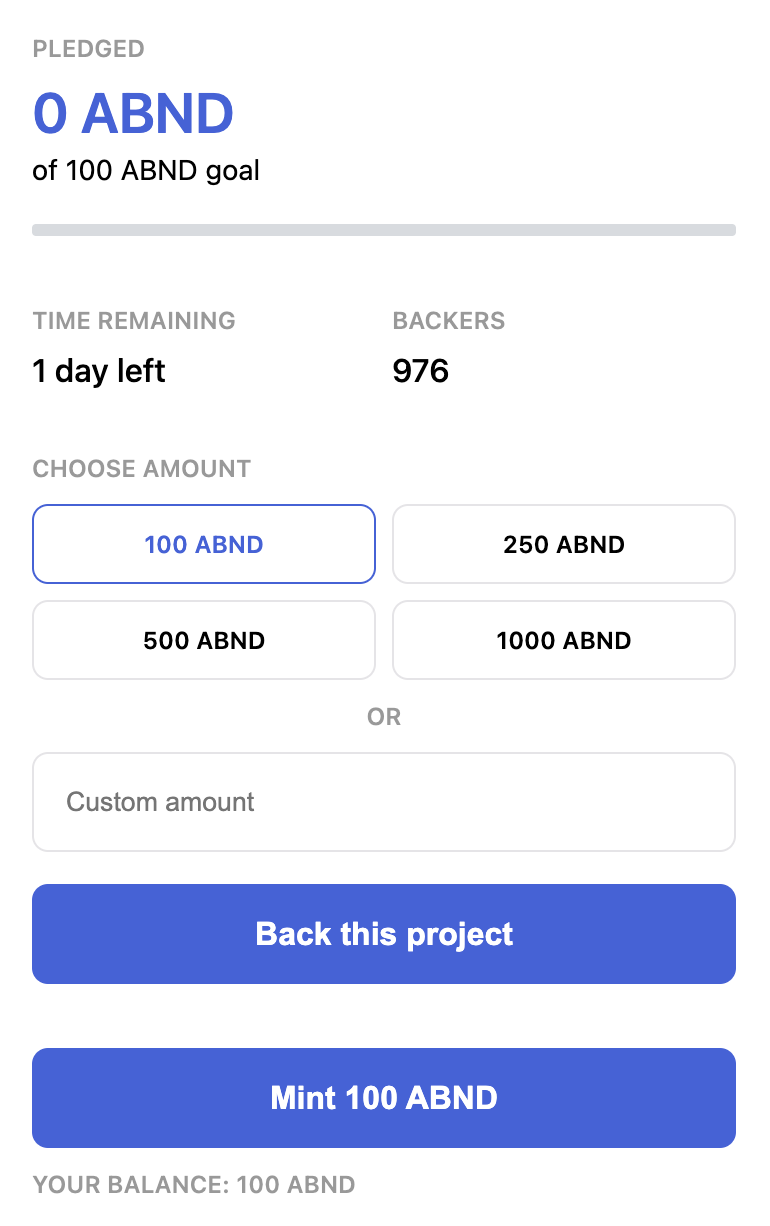 PLEDGED
0 ABND
of 100 ABND goal
TIME REMAINING
BACKERS
1 day left
976
CHOOSE AMOUNT
100 ABND
250 ABND
500 ABND
1000 ABND
OR
Custom amount
Back this project
Mint 100 ABND
YOUR BALANCE: 100 ABND